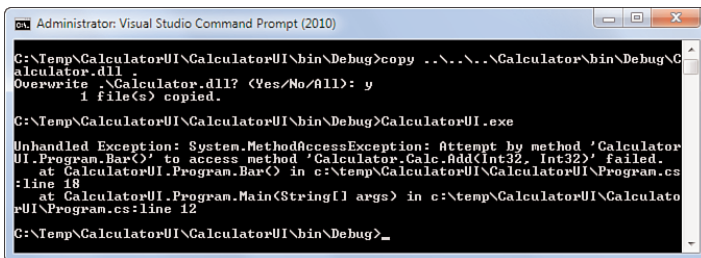 Administrator: Visual Studio Command Prompt (2010)
C:\Temp\CalculatorUI\CalculatorUI\bin\Debug>copy ..\..\..\Calculator\bin\Debug\C
alculator.dll .
Overwrite .\Calculator.dll? (Yes/No/All): y
        1 file(s) copied.
C:\Temp\CalculatorUI\CalculatorUI\bin\Debug>CalculatorUI.exe
Unhandled Exception: System.MethodAccessException: Attempt by method 'Calculator
UI.Program.Bar()' to access method 'Calculator.Calc.Add(Int32, Int32)' failed.
   at CalculatorUI.Program.Bar() in c:\temp\CalculatorUI\CalculatorUI\Program.cs
:line 18
   at CalculatorUI.Program.Main(String[] args) in c:\temp\CalculatorUI\Calculato
rUI\Program.cs:line 12
C:\Temp\CalculatorUI\CalculatorUI\bin\Debug>_